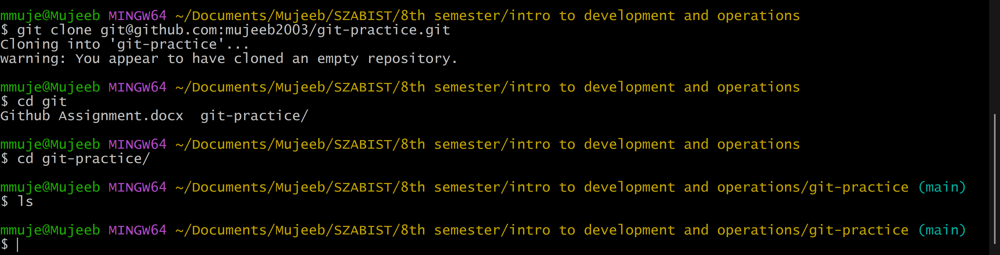 mmuje@Mujeeb MINGW64 ~/Documents/Mujeeb/SZABIST/8th semester/intro to development and operations
$ git clone git@github.com:mujeeb2003/git-practice.git
Cloning into 'git-practice'...
warning: You appear to have cloned an empty repository.
mmuje@Mujeeb MINGW64 ~/Documents/Mujeeb/SZABIST/8th semester/intro to development and operations
$ cd git
Github Assignment.docx  git-practice/
mmuje@Mujeeb MINGW64 ~/Documents/Mujeeb/SZABIST/8th semester/intro to development and operations
$ cd git-practice/
mmuje@Mujeeb MINGW64 ~/Documents/Mujeeb/SZABIST/8th semester/intro to development and operations/git-practice (main)
$ ls
mmuje@Mujeeb MINGW64 ~/Documents/Mujeeb/SZABIST/8th semester/intro to development and operations/git-practice (main)
$